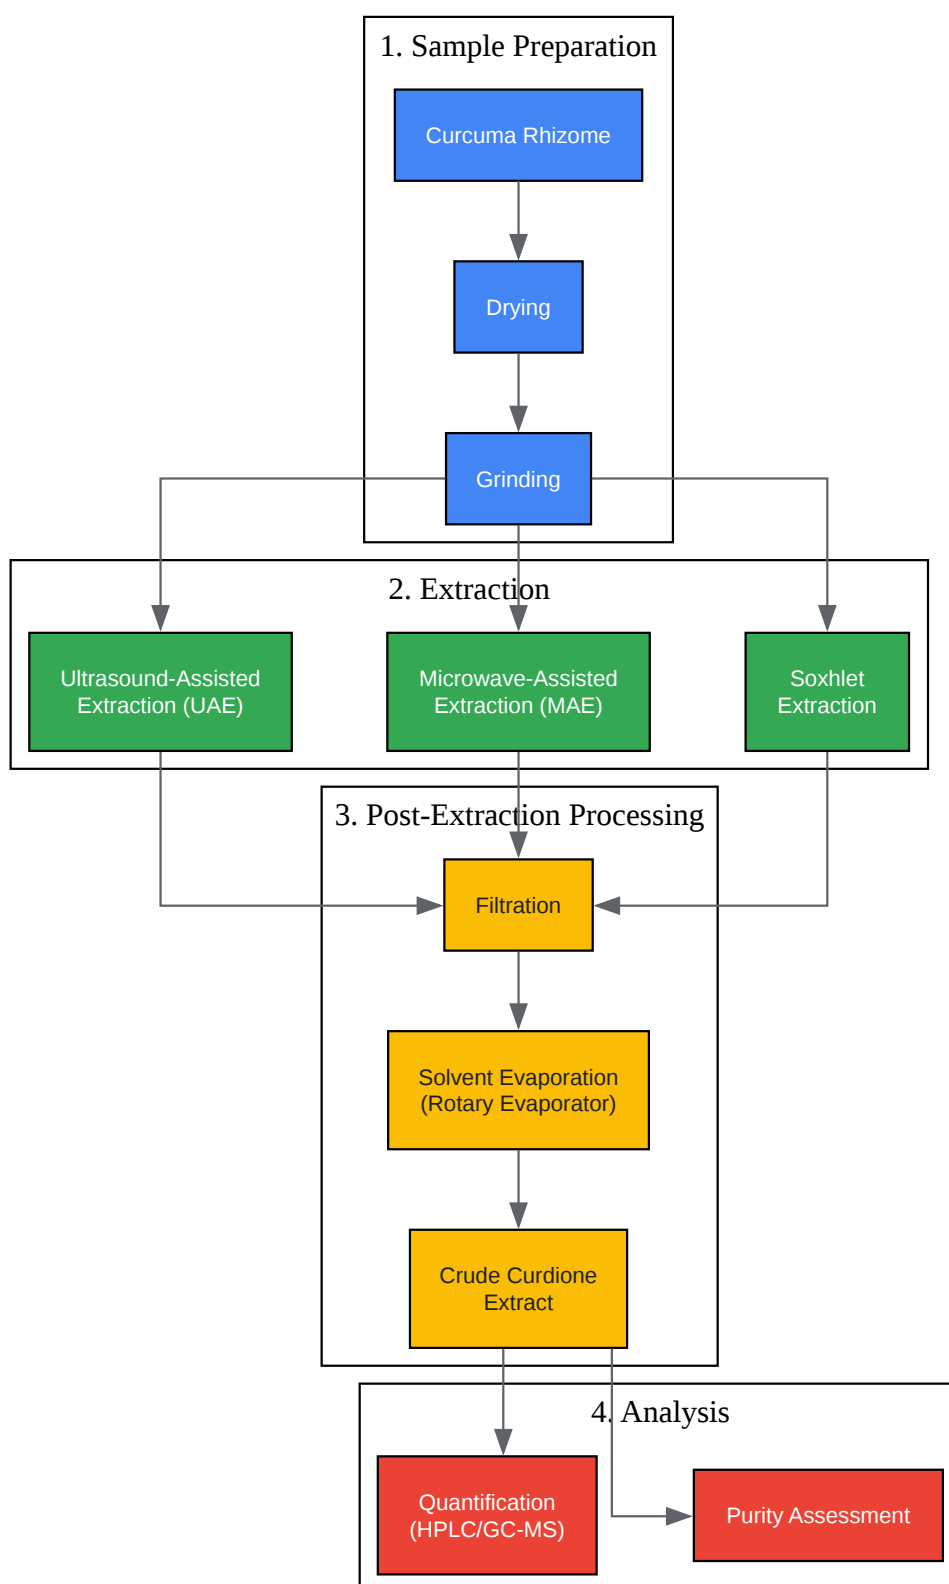 1. Sample Preparation
Curcuma Rhizome
Drying
Grinding
2. Extraction
Ultrasound-Assisted
Extraction (UAE)
Microwave-Assisted
Extraction (MAE)
Soxhlet
Extraction
3. Post-Extraction Processing
Filtration
Solvent Evaporation
(Rotary Evaporator)
Crude Curdione
Extract
4. Analysis
Quantification
(HPLC/GC-MS)
Purity Assessment